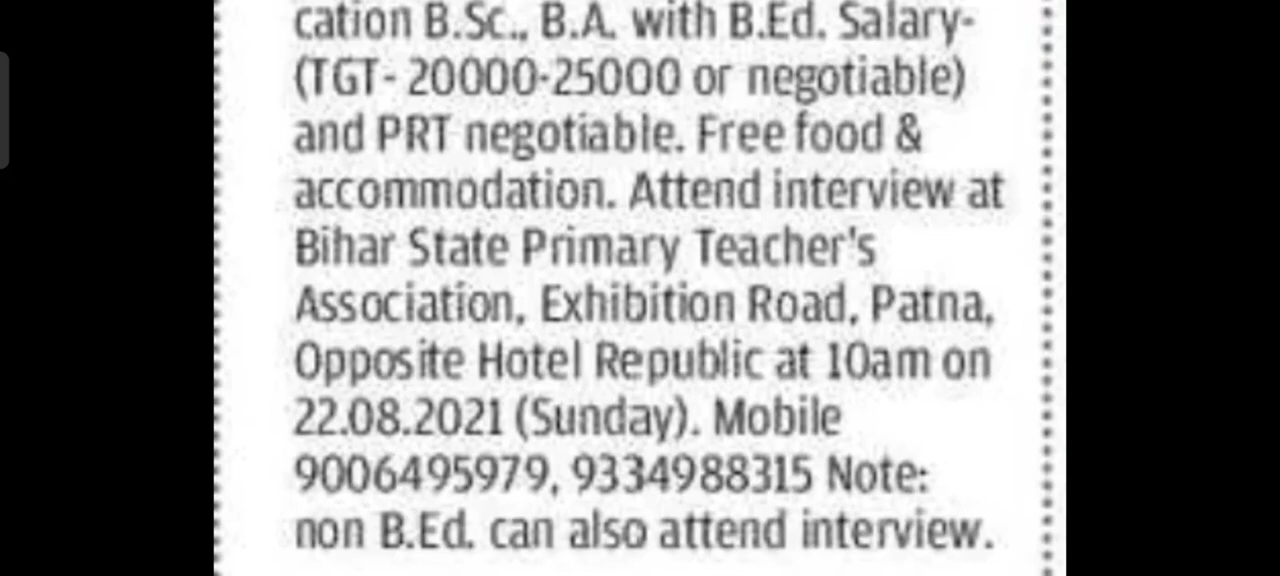 cation B.Sc., B.A. with B.Ed. Salary-
(TGT- 20000-25000 or negotiable)
and PRT negotiable. Free food &
accommodation. Attend interview at
Bihar State Primary Teacher's
Association, Exhibition Road, Patna,
Opposite Hotel Republic at 10am on
22.08.2021 (Sunday). Mobile
9006495979, 9334988315 Note:
non B.Ed. can also attend interview.